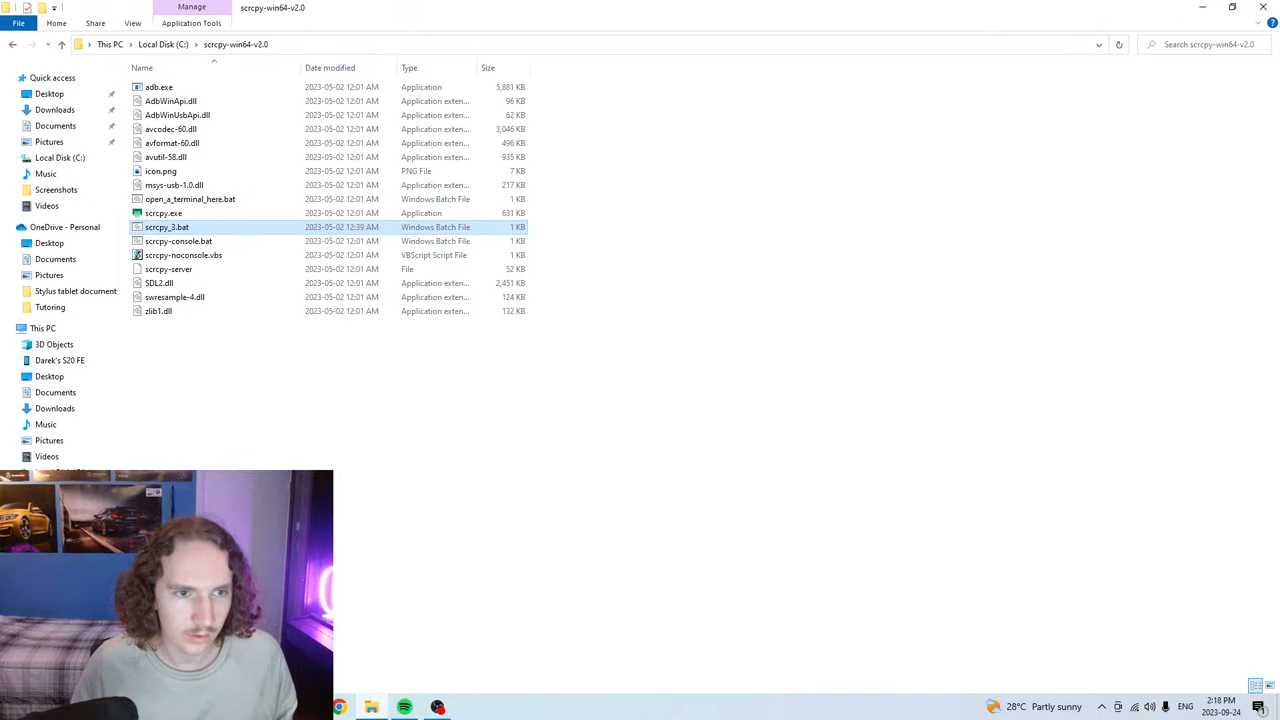 Manage
scrcpy-win64-v2.0
File
Home
Share
View
Application Tools
This PC
Local Disk (C:)
scrcpy-win64-v2.0
Search scrcpy-win64-v2.0
Name
Date modified
Type
Size
adb.exe 2023-05-02 12:01 AM Application 5,881 KB
AdbWinApi.dll 2023-05-02 12:01 AM Application exten... 96 KB
AdbWinUsbApi.dll 2023-05-02 12:01 AM Application exten... 62 KB
avcodec-60.dll 2023-05-02 12:01 AM Application exten... 3,046 KB
avformat-60.dll 2023-05-02 12:01 AM Application exten... 496 KB
avutil-58.dll 2023-05-02 12:01 AM Application exten... 935 KB
icon.png 2023-05-02 12:01 AM PNG File 7 KB
msys-usb-1.0.dll 2023-05-02 12:01 AM Application exten... 217 KB
open_a_terminal_here.bat 2023-05-02 12:01 AM Windows Batch File 1 KB
scrcpy.exe 2023-05-02 12:01 AM Application 631 KB
scrcpy_3.bat 2023-05-02 12:39 AM Windows Batch File 1 KB
scrcpy-console.bat 2023-05-02 12:01 AM Windows Batch File 1 KB
scrcpy-noconsole.vbs 2023-05-02 12:01 AM VBScript Script File 1 KB
scrcpy-server 2023-05-02 12:01 AM File 52 KB
SDL2.dll 2023-05-02 12:01 AM Application exten... 2,451 KB
swresample-4.dll 2023-05-02 12:01 AM Application exten... 124 KB
zlib1.dll 2023-05-02 12:01 AM Application exten... 132 KB
Quick access
Desktop
Downloads
Documents
Pictures
Local Disk (C:)
Music
Screenshots
Videos
OneDrive - Personal
Desktop
Documents
Pictures
Stylus tablet document
Tutoring
This PC
3D Objects
Darek's S20 FE
Desktop
Documents
Downloads
Music
Pictures
Videos
28°C Partly sunny
ENG
2:18 PM
2023-09-24